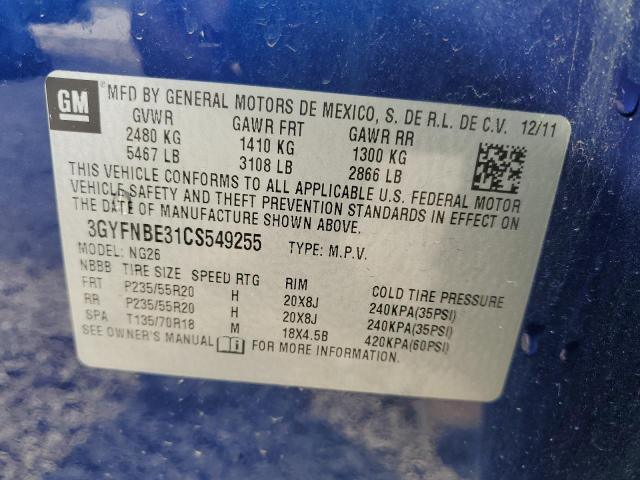 GM
® MFD BY GENERAL MOTORS DE MEXICO, S. DE R.L. DE C.V. 12/11
GVWR GAWR FRT GAWR RR
2480 KG 1410 KG 1300 KG
5467 LB 3108 LB 2866 LB
THIS VEHICLE CONFORMS TO ALL APPLICABLE U.S. FEDERAL MOTOR
VEHICLE SAFETY AND THEFT PREVENTION STANDARDS IN EFFECT ON
THE DATE OF MANUFACTURE SHOWN ABOVE.
3GYFNBE31CS549255 TYPE: M.P.V.
MODEL: NG26
NBBB TIRE SIZE SPEED RTG RIM COLD TIRE PRESSURE
FRT P235/55R20 H 20X8J 240KPA(35PSI)
RR P235/55R20 H 20X8J 240KPA(35PSI)
SPA T135/70R18 M 18X4.5B 420KPA(60PSI)
SEE OWNER'S MANUAL FOR MORE INFORMATION.